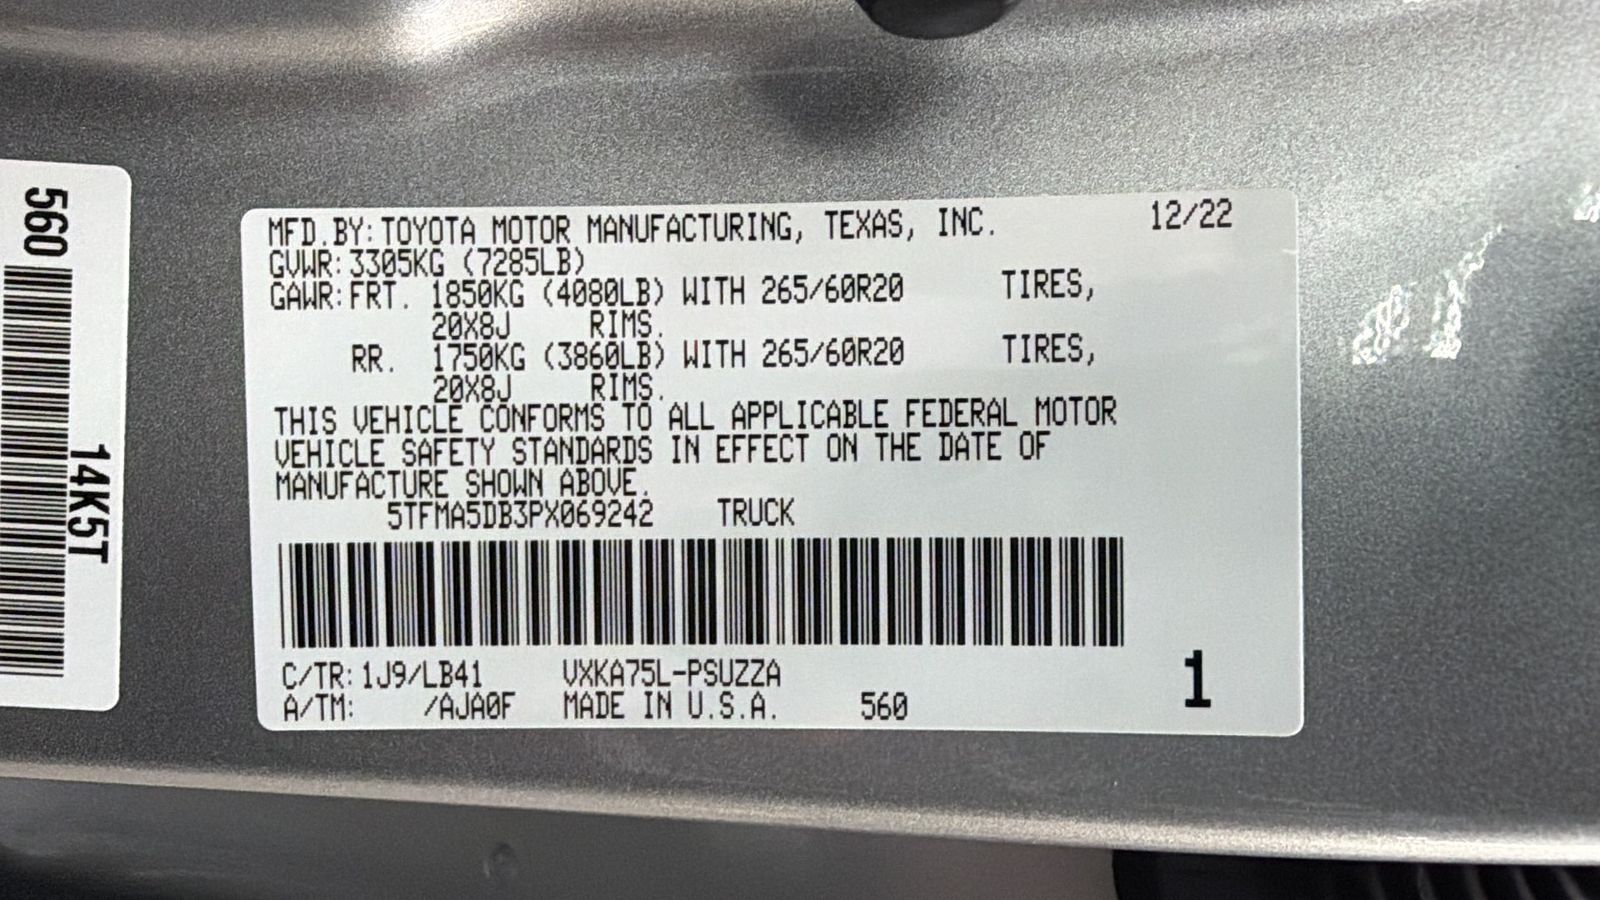 560
14K5T
MFD.BY:TOYOTA MOTOR MANUFACTURING, TEXAS, INC. 12/22
GVWR:3305KG (7285LB)
GAWR:FRT. 1850KG (4080LB) WITH 265/60R20 TIRES,
20X8J RIMS.
RR. 1750KG (3860LB) WITH 265/60R20 TIRES,
20X8J RIMS.
THIS VEHICLE CONFORMS TO ALL APPLICABLE FEDERAL MOTOR
VEHICLE SAFETY STANDARDS IN EFFECT ON THE DATE OF
MANUFACTURE SHOWN ABOVE.
5TFMA5DB3PX069242 TRUCK
C/TR:1J9/LB41 VXKA75L-PSUZZA
A/TM: /AJA0F MADE IN U.S.A. 560
1